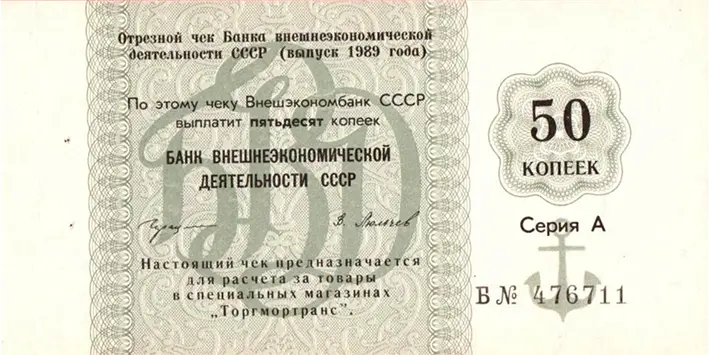 Отрезной чек Банка внешнеэкономической
деятельности СССР (выпуск 1989 года)
По этому чеку Внешэкономбанк СССР
выплатит пятьдесят копеек
БАНК ВНЕШНЕЭКОНОМИЧЕСКОЙ
ДЕЯТЕЛЬНОСТИ СССР
Настоящий чек предназначается
для расчета за товары
в специальных магазинах
„Торгмортранс".
50
КОПЕЕК
Серия А
Б№ 476711